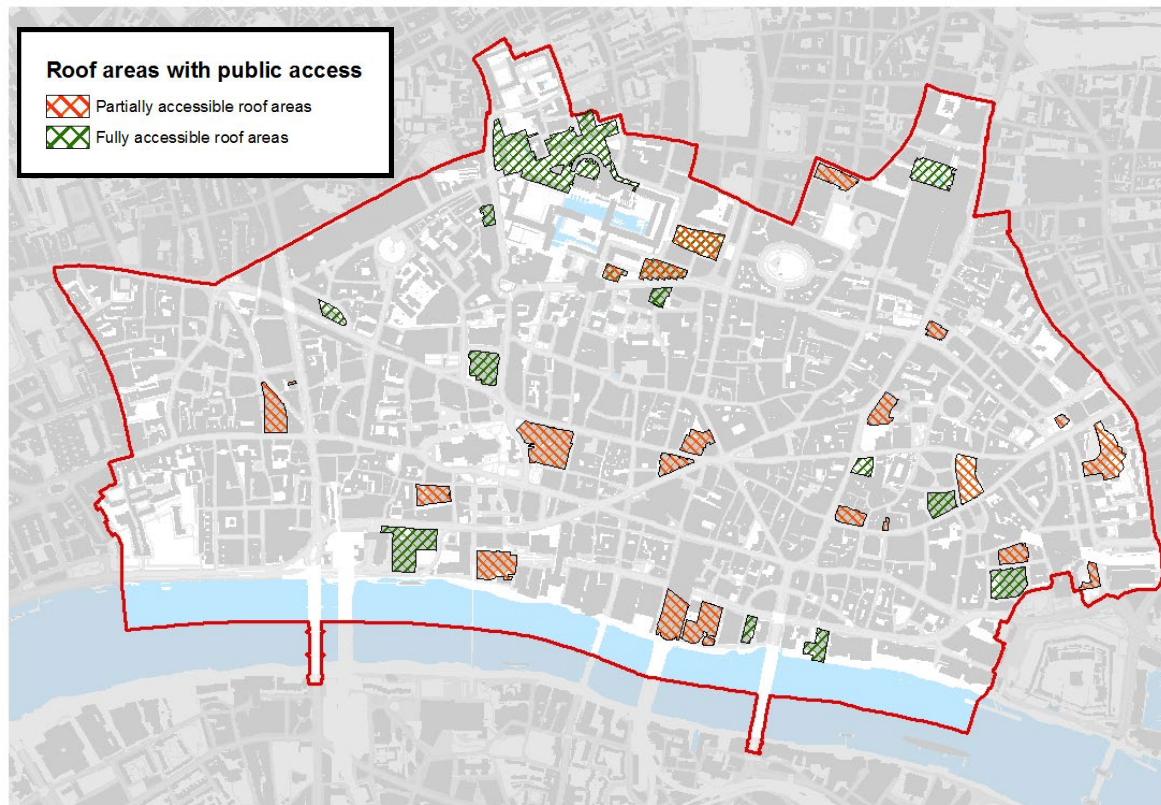 Roof areas with public access
Partially accessible roof areas
Fully accessible roof areas